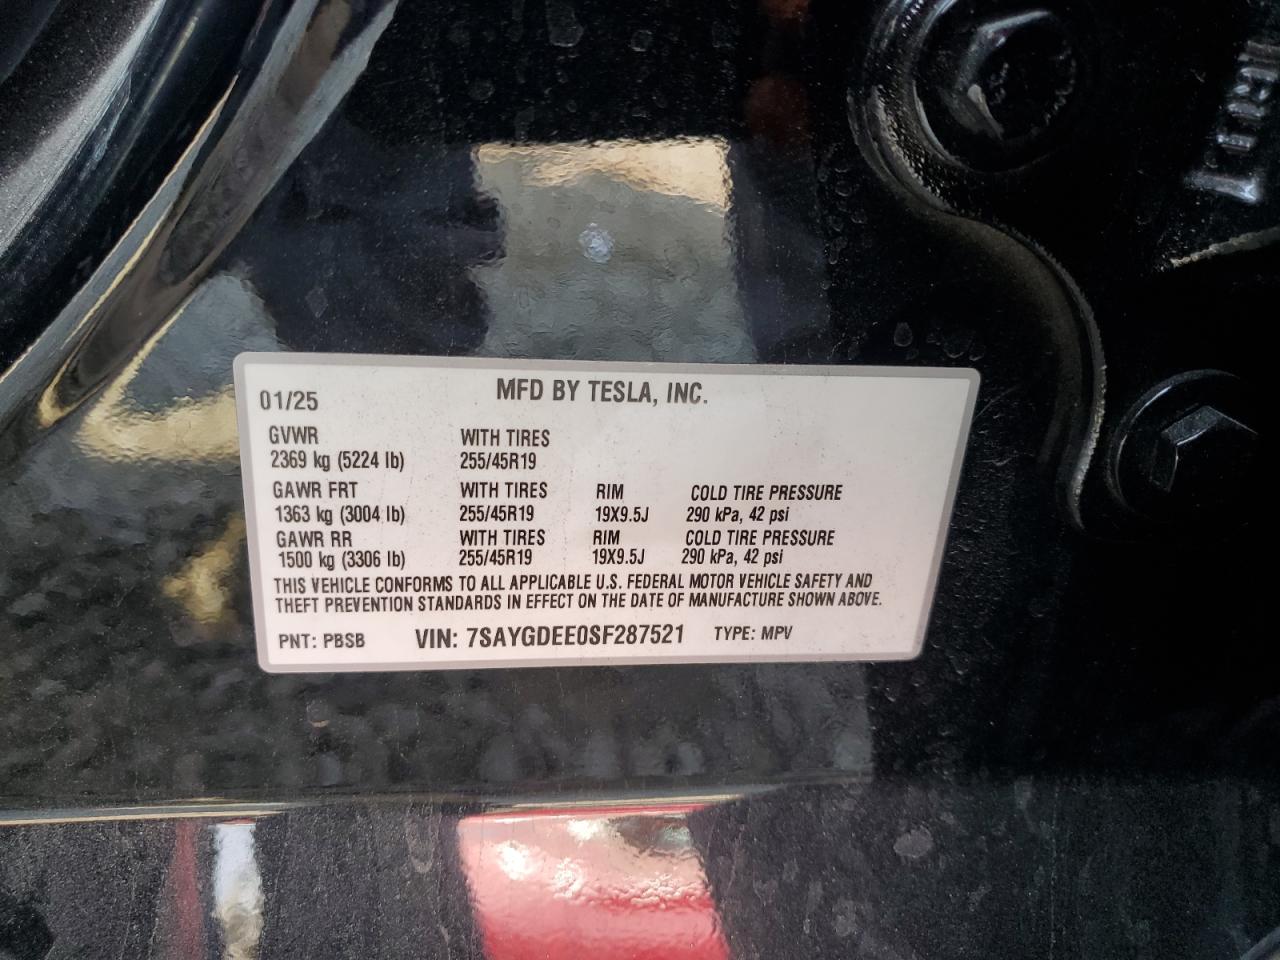 MFD BY TESLA, INC.
01/25
GVWR WITH TIRES
2369 kg (5224 lb) 255/45R19
GAWR FRT WITH TIRES RIM COLD TIRE PRESSURE
1363 kg (3004 lb) 255/45R19 19X9.5J 290 kPa, 42 psi
GAWR RR WITH TIRES RIM COLD TIRE PRESSURE
1500 kg (3306 lb) 255/45R19 19X9.5J 290 kPa, 42 psi
THIS VEHICLE CONFORMS TO ALL APPLICABLE U.S. FEDERAL MOTOR VEHICLE SAFETY AND
THEFT PREVENTION STANDARDS IN EFFECT ON THE DATE OF MANUFACTURE SHOWN ABOVE.
PNT: PBSB VIN: 7SAYGDEE0SF287521 TYPE: MPV